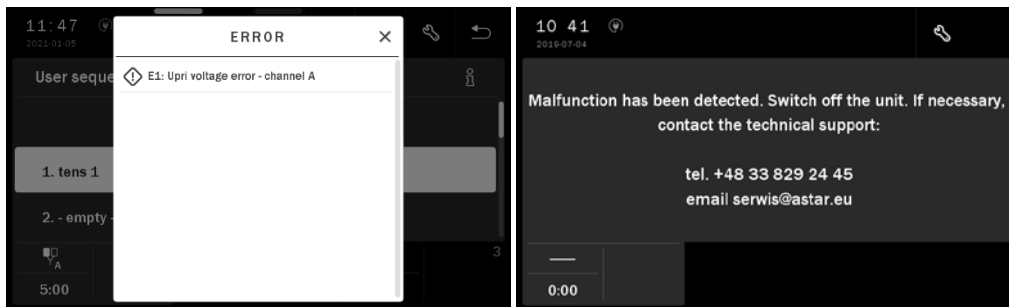 11:47
2021-01-05
ERROR
User seque
E1: Upri voltage error - channel A
1. tens 1
2. - empty -
A
3
5:00
10 41
2016-07-04
Malfunction has been detected. Switch off the unit. If necessary,
contact the technical support:
tel. +48 33 829 24 45
email serwis@astar.eu
0:00